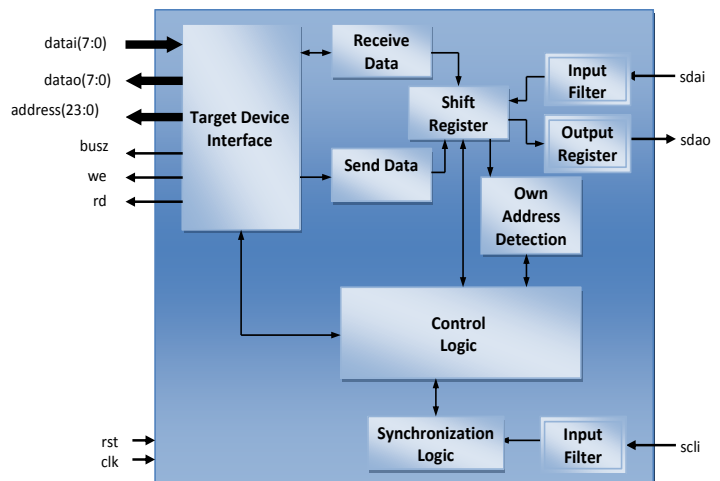 datai(7:0)
datao(7:0)
address(23:0)
busz
we
rd
rst
clk
Target Device
Interface
Receive
Data
Send Data
Shift
Register
Input
Filter
sdai
Output
Register
sdao
Own
Address
Detection
Control
Logic
Synchronization
Logic
Input
Filter
scli